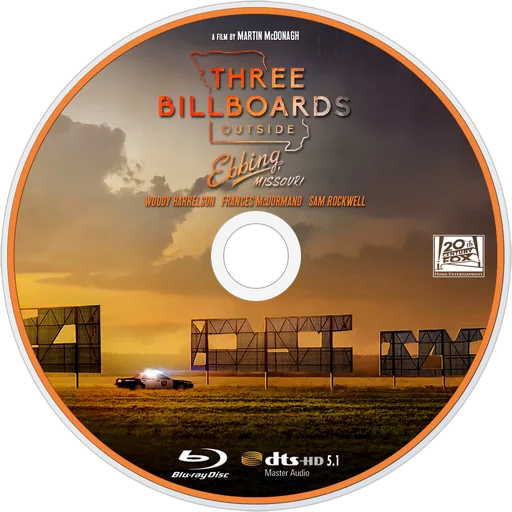 A FILM BY MARTIN McDONAGH
THREE
BILLBOARDS
OUTSIDE
Ebbing,
MISSOURI
WOODY HARRELSON FRANCES McDORMAND SAM ROCKWELL
20th
CENTURY
FOX
HOME ENTERTAINMENT
Blu-ray Disc
dts-HD 5.1
Master Audio